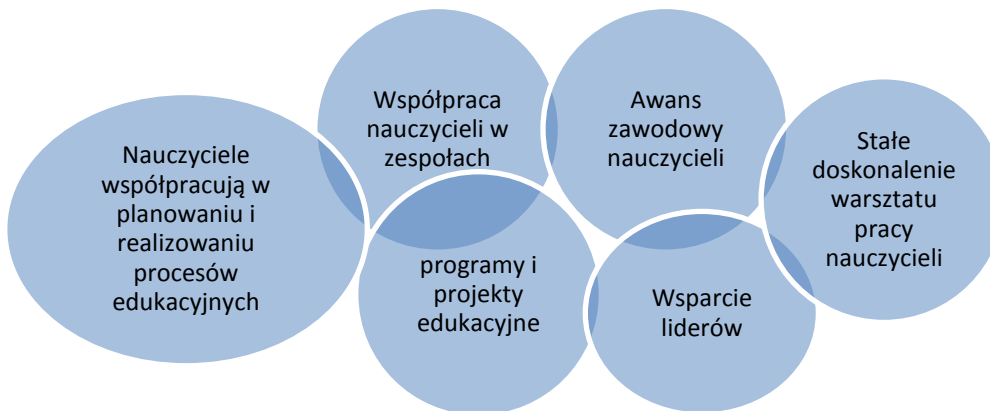 Nauczyciele
współpracują w
planowaniu i
realizowaniu
procesów
edukacyjnych
Współpraca
nauczycieli w
zespołach
programy i
projekty
edukacyjne
Awans
zawodowy
nauczycieli
Wsparcie
liderów
Stałe
doskonalenie
warsztatu
pracy
nauczycieli